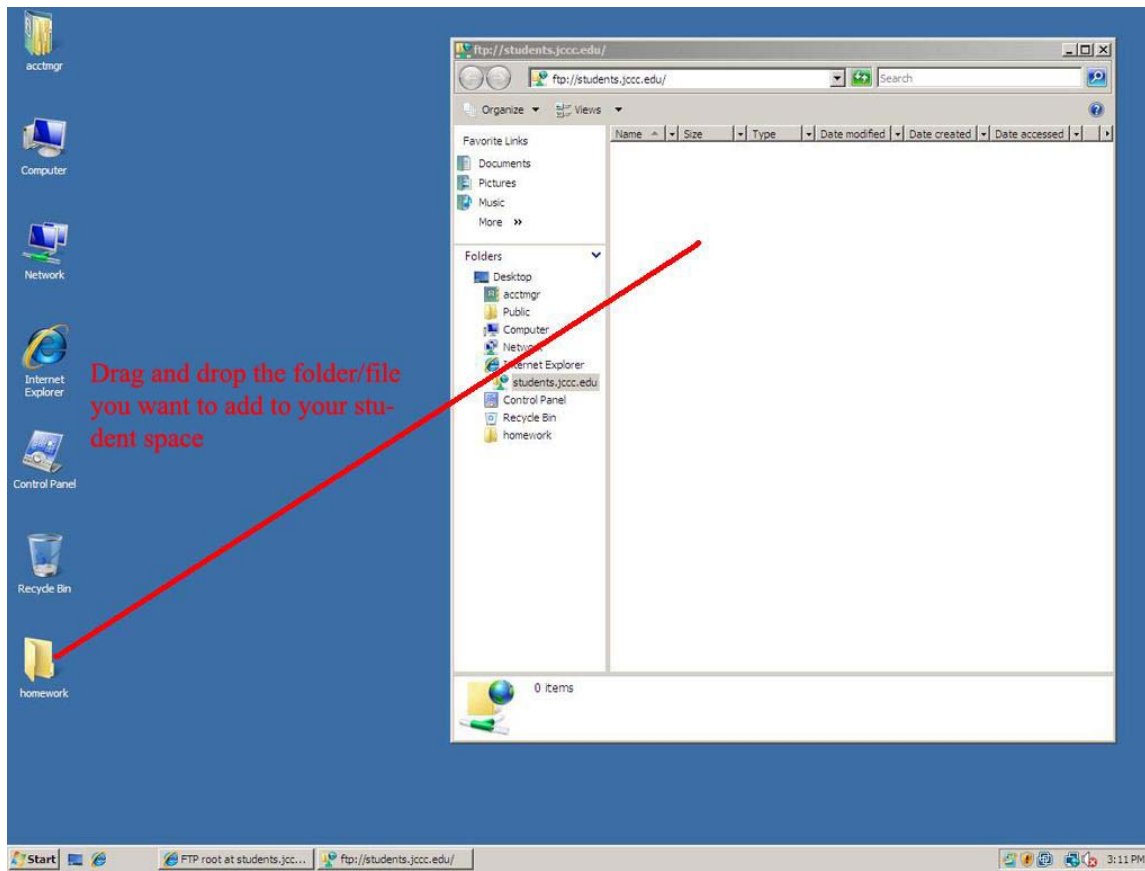 acctmgr
Computer
Network
Internet
Explorer
Control Panel
Recycle Bin
homework
Drag and drop the folder/file
you want to add to your stu-
dent space
ftp://students.jccc.edu/
ftp://students.jccc.edu/
Search
Organize
Views
Favorite Links
Documents
Pictures
Music
More »
Folders
Desktop
acctmgr
Public
Computer
Network
Internet Explorer
students.jccc.edu
Control Panel
Recycle Bin
homework
Name Size Type Date modified Date created Date accessed
0 items
Start
FTP root at students.jcc...
ftp://students.jccc.edu/
3:11 PM